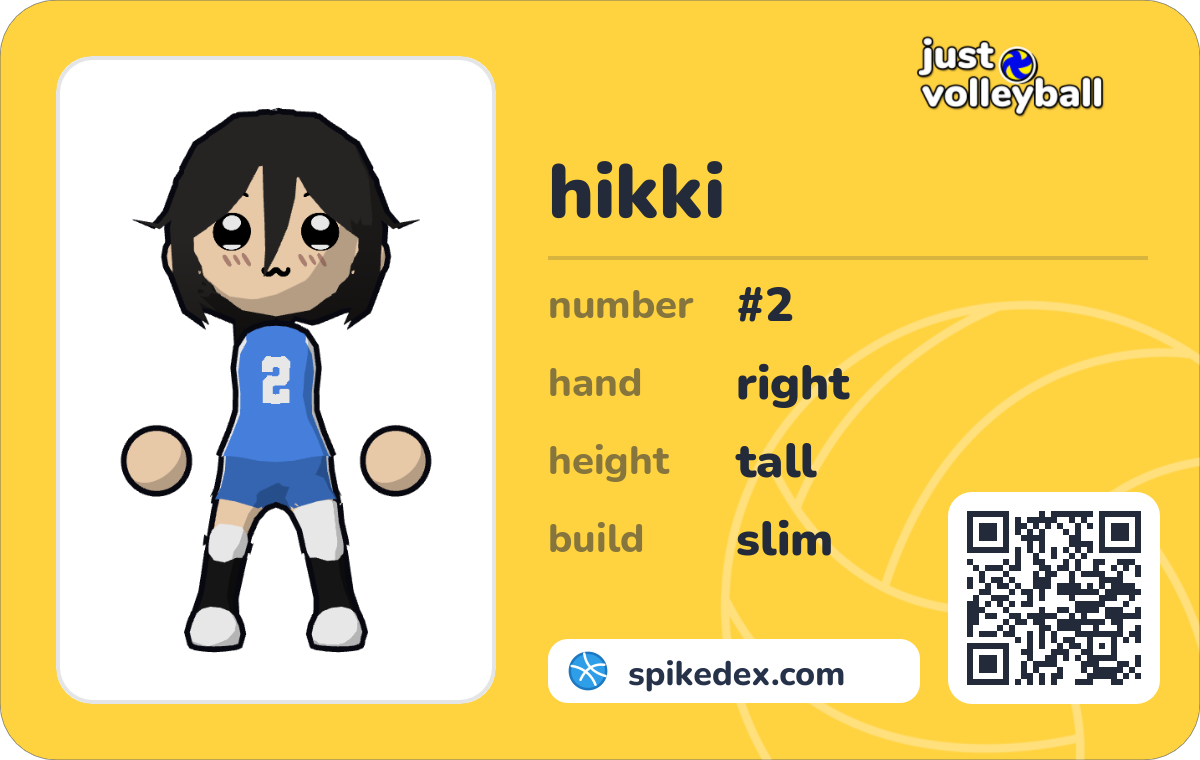 just
volleyball
hikki
number #2
hand right
height tall
build slim
2
spikedex.com